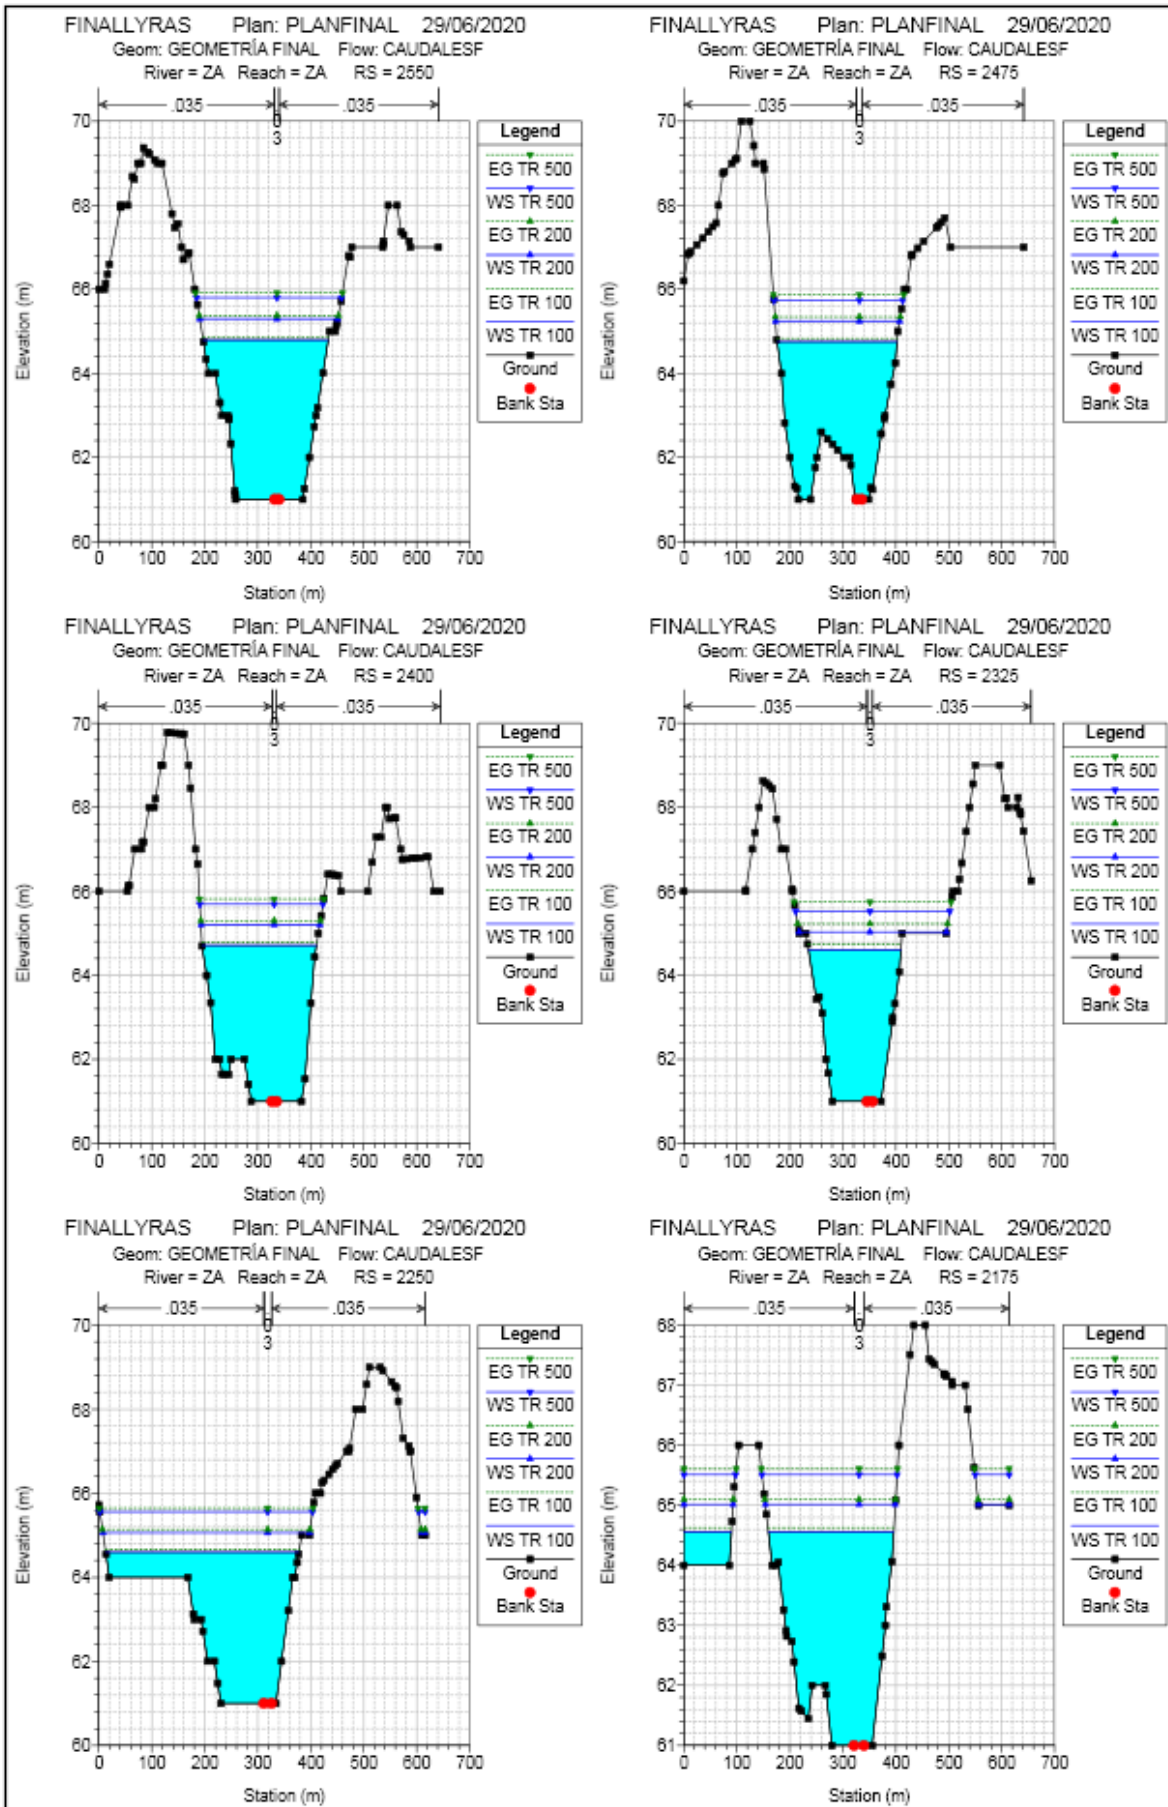 FINALLYRAS Plan: PLANFINAL 29/06/2020
Geom: GEOMETRÍA FINAL Flow: CAUDALESF
River = ZA Reach = ZA RS = 2550
.035 .035
0
3
Elevation (m)
70
68
66
64
62
60
0 100 200 300 400 500 600 700
Station (m)
Legend
EG TR 500
WS TR 500
EG TR 200
WS TR 200
EG TR 100
WS TR 100
Ground
Bank Sta
FINALLYRAS Plan: PLANFINAL 29/06/2020
Geom: GEOMETRÍA FINAL Flow: CAUDALESF
River = ZA Reach = ZA RS = 2475
.035 .035
0
3
Elevation (m)
70
68
66
64
62
60
0 100 200 300 400 500 600 700
Station (m)
Legend
EG TR 500
WS TR 500
EG TR 200
WS TR 200
EG TR 100
WS TR 100
Ground
Bank Sta
FINALLYRAS Plan: PLANFINAL 29/06/2020
Geom: GEOMETRÍA FINAL Flow: CAUDALESF
River = ZA Reach = ZA RS = 2400
.035 .035
0
3
Elevation (m)
70
68
66
64
62
60
0 100 200 300 400 500 600 700
Station (m)
Legend
EG TR 500
WS TR 500
EG TR 200
WS TR 200
EG TR 100
WS TR 100
Ground
Bank Sta
FINALLYRAS Plan: PLANFINAL 29/06/2020
Geom: GEOMETRÍA FINAL Flow: CAUDALESF
River = ZA Reach = ZA RS = 2325
.035 .035
0
3
Elevation (m)
70
68
66
64
62
60
0 100 200 300 400 500 600 700
Station (m)
Legend
EG TR 500
WS TR 500
EG TR 200
WS TR 200
EG TR 100
WS TR 100
Ground
Bank Sta
FINALLYRAS Plan: PLANFINAL 29/06/2020
Geom: GEOMETRÍA FINAL Flow: CAUDALESF
River = ZA Reach = ZA RS = 2250
.035 .035
0
3
Elevation (m)
70
68
66
64
62
60
0 100 200 300 400 500 600 700
Station (m)
Legend
EG TR 500
WS TR 500
EG TR 200
WS TR 200
EG TR 100
WS TR 100
Ground
Bank Sta
FINALLYRAS Plan: PLANFINAL 29/06/2020
Geom: GEOMETRÍA FINAL Flow: CAUDALESF
River = ZA Reach = ZA RS = 2175
.035 .035
0
3
Elevation (m)
68
67
66
65
64
63
62
61
0 100 200 300 400 500 600 700
Station (m)
Legend
EG TR 500
WS TR 500
EG TR 200
WS TR 200
EG TR 100
WS TR 100
Ground
Bank Sta